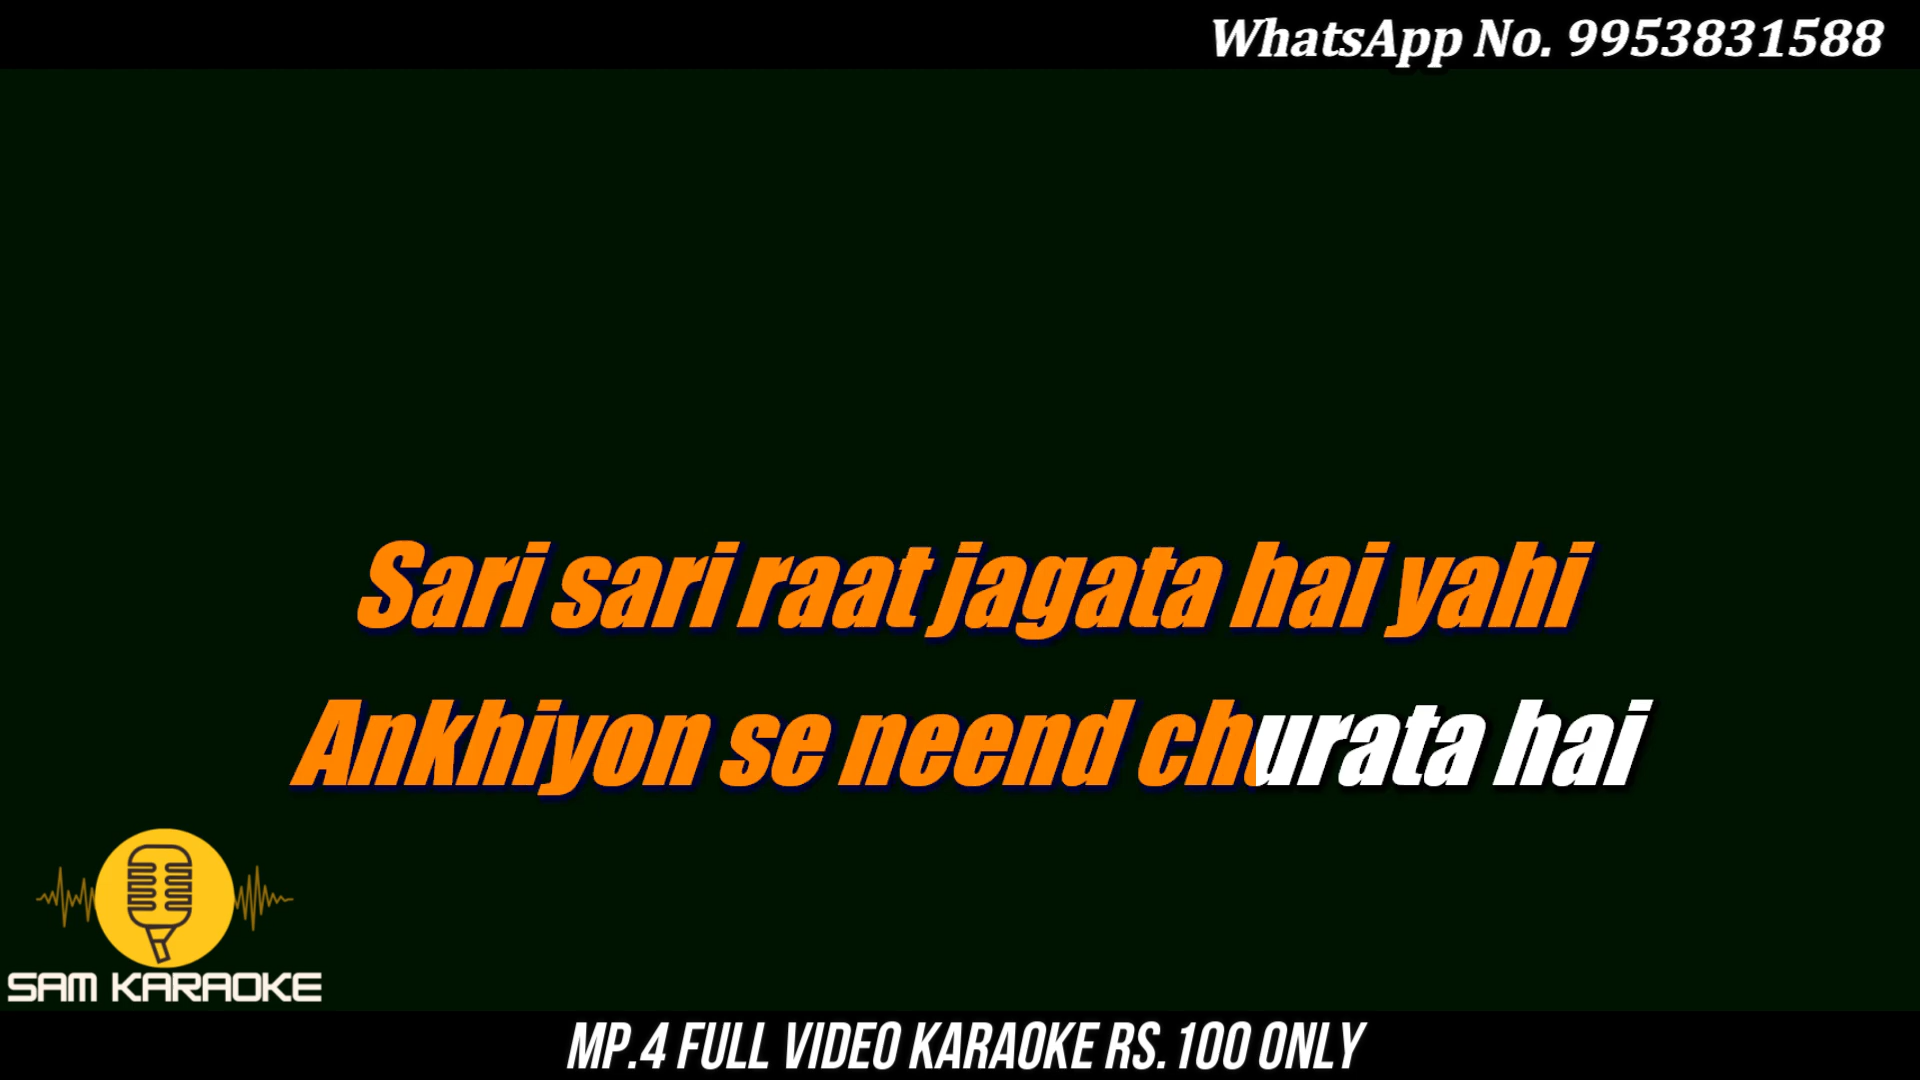 WhatsApp No. 9953831588
Sari sari raat jagata hai yahi
Ankhiyon se neend churata hai
SAM KARAOKE
MP.4 FULL VIDEO KARAOKE RS.100 ONLY